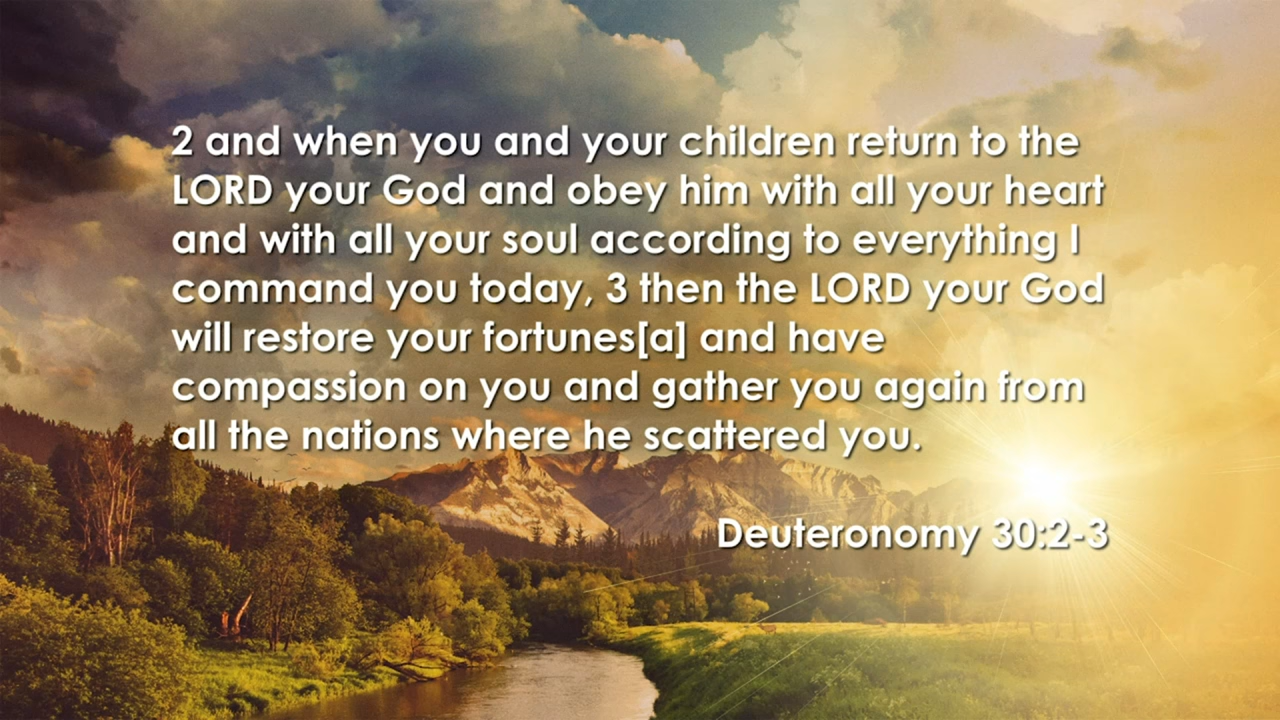 2 and when you and your children return to the
LORD your God and obey him with all your heart
and with all your soul according to everything I
command you today, 3 then the LORD your God
will restore your fortunes[a] and have
compassion on you and gather you again from
all the nations where he scattered you.
Deuteronomy 30:2-3